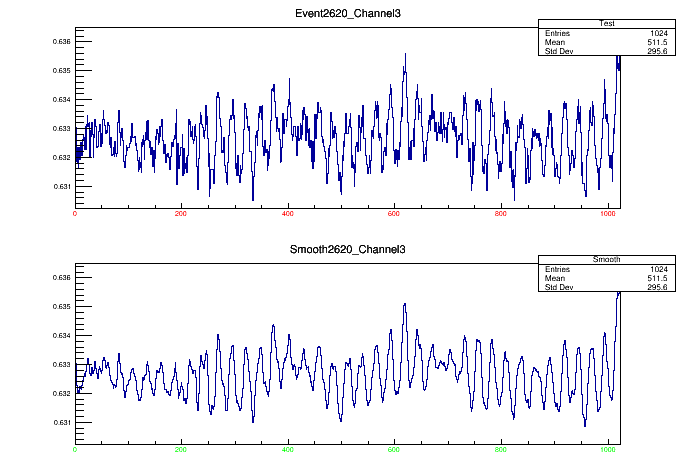 Event2620_Channel3
Test
Entries 1024
Mean 511.5
Std Dev 295.6
0.636
0.635
0.634
0.633
0.632
0.631
0 200 400 600 800 1000
Smooth2620_Channel3
Smooth
Entries 1024
Mean 511.5
Std Dev 295.6
0.636
0.635
0.634
0.633
0.632
0.631
0 200 400 600 800 1000